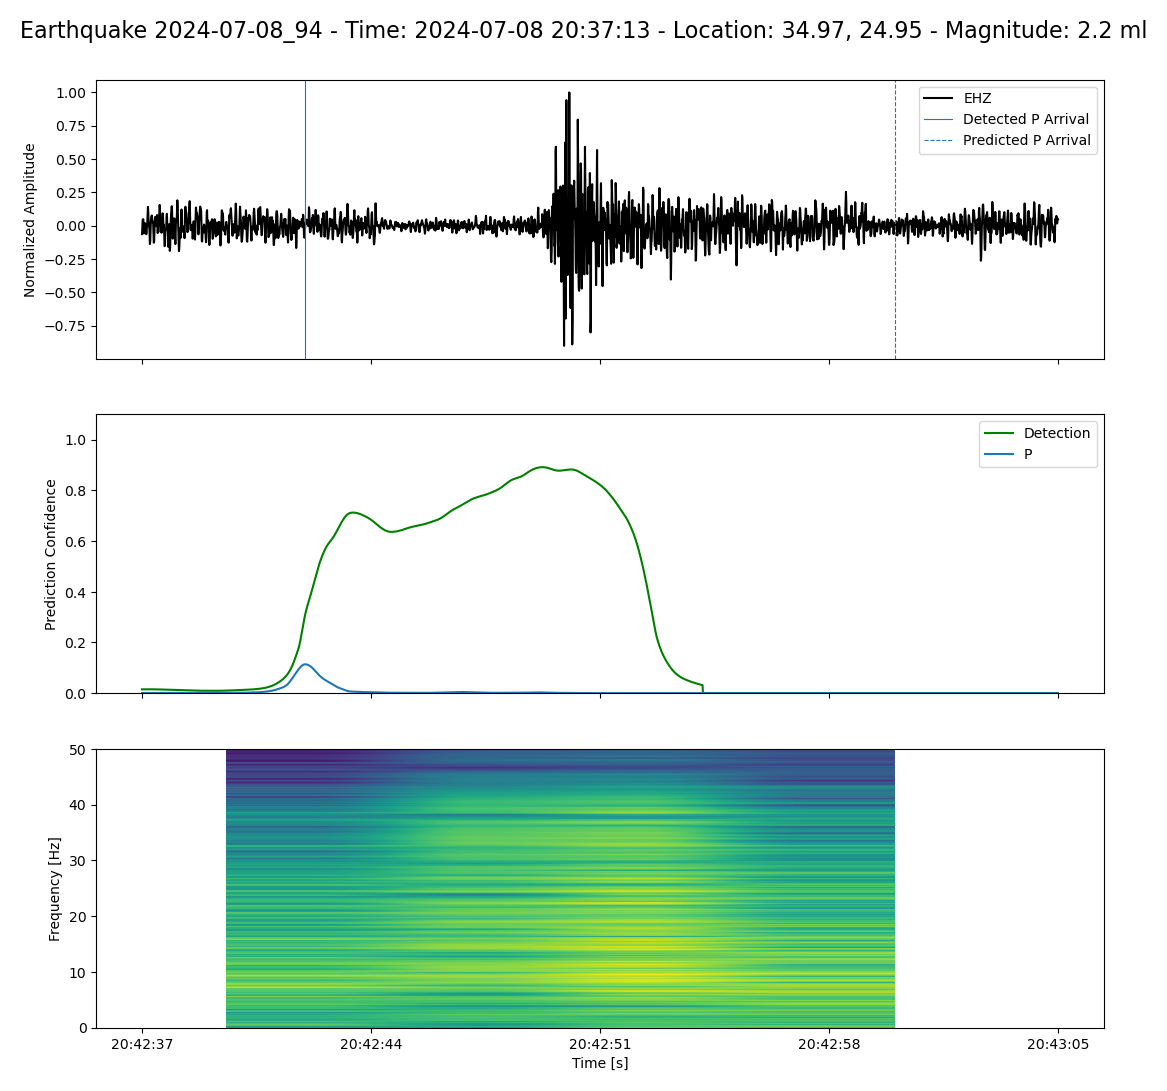 Earthquake 2024-07-08_94 - Time: 2024-07-08 20:37:13 - Location: 34.97, 24.95 - Magnitude: 2.2 ml
Normalized Amplitude
1.00
0.75
0.50
0.25
0.00
−0.25
−0.50
−0.75
EHZ
Detected P Arrival
Predicted P Arrival
Prediction Confidence
1.0
0.8
0.6
0.4
0.2
0.0
Detection
P
Frequency [Hz]
50
40
30
20
10
0
20:42:37
20:42:44
20:42:51
20:42:58
20:43:05
Time [s]